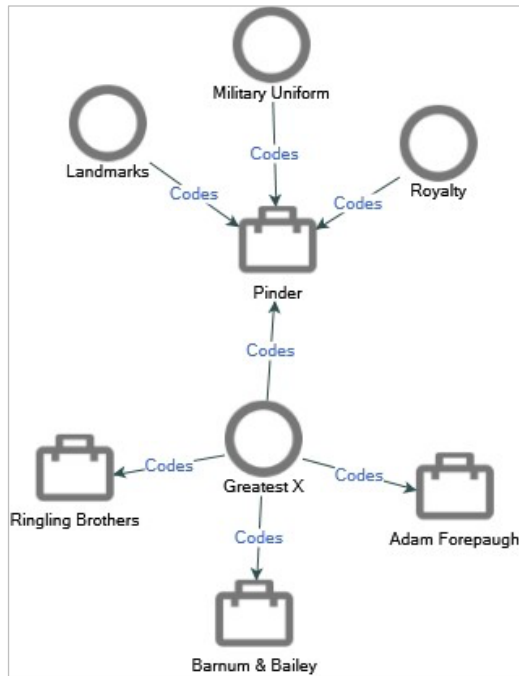 Military Uniform
Landmarks
Codes
Royalty
Codes
Codes
Pinder
Codes
Codes
Greatest X
Codes
Ringling Brothers
Codes
Adam Forepaugh
Barnum & Bailey